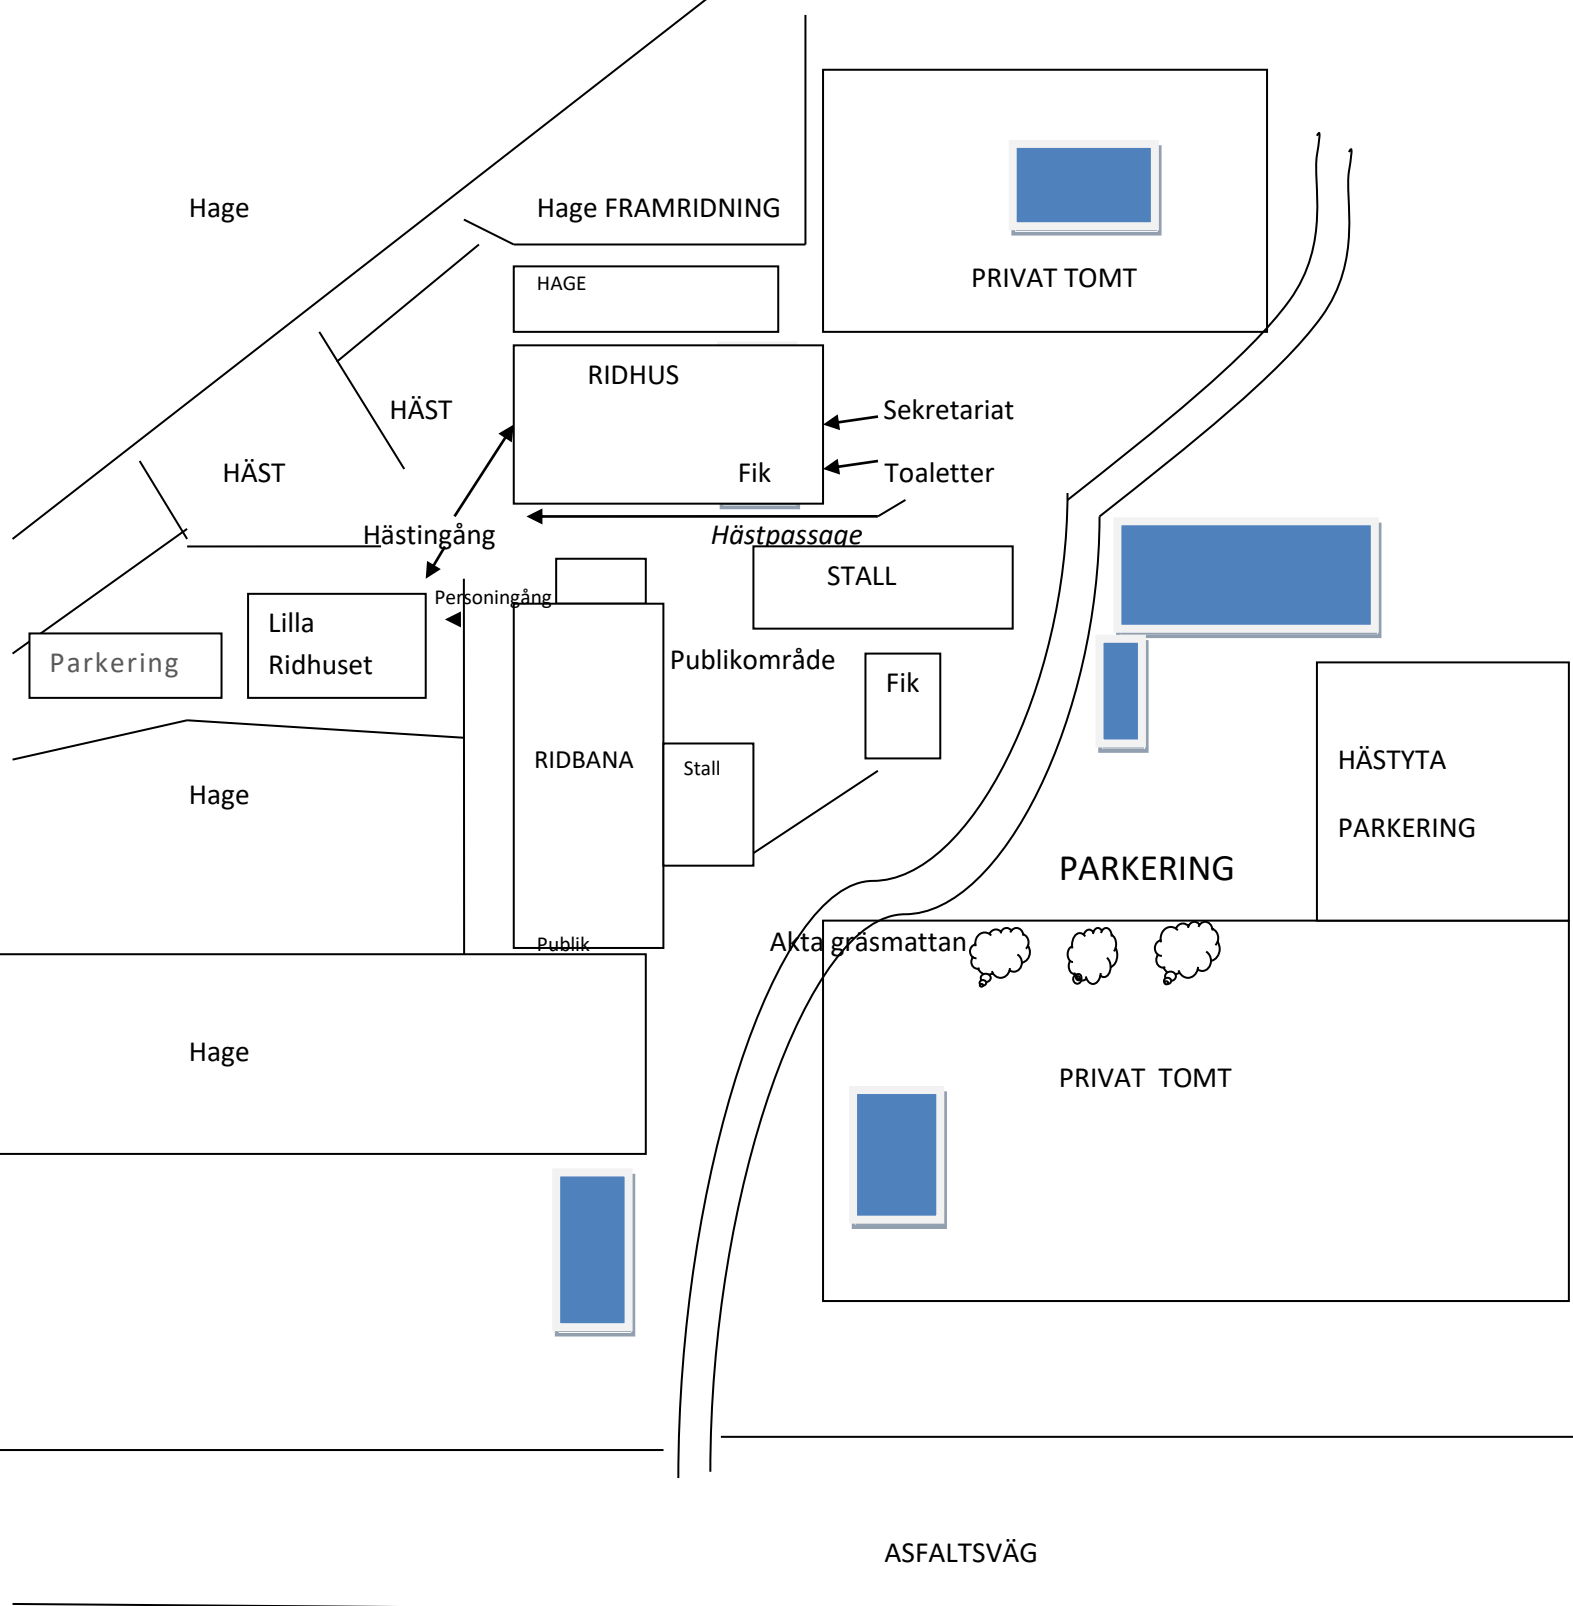 Hage
Hage FRAMRIDNING
PRIVAT TOMT
HAGE
RIDHUS
HÄST
Sekretariat
HÄST
Fik
Toaletter
Hästingång
Hästpassage
STALL
Personingång
Lilla
Ridhuset
Parkering
Publikområde
Fik
RIDBANA
Stall
HÄSTYTA
PARKERING
Hage
PARKERING
Publik
Akta gräsmattan
Hage
PRIVAT  TOMT
ASFALTSVÄG